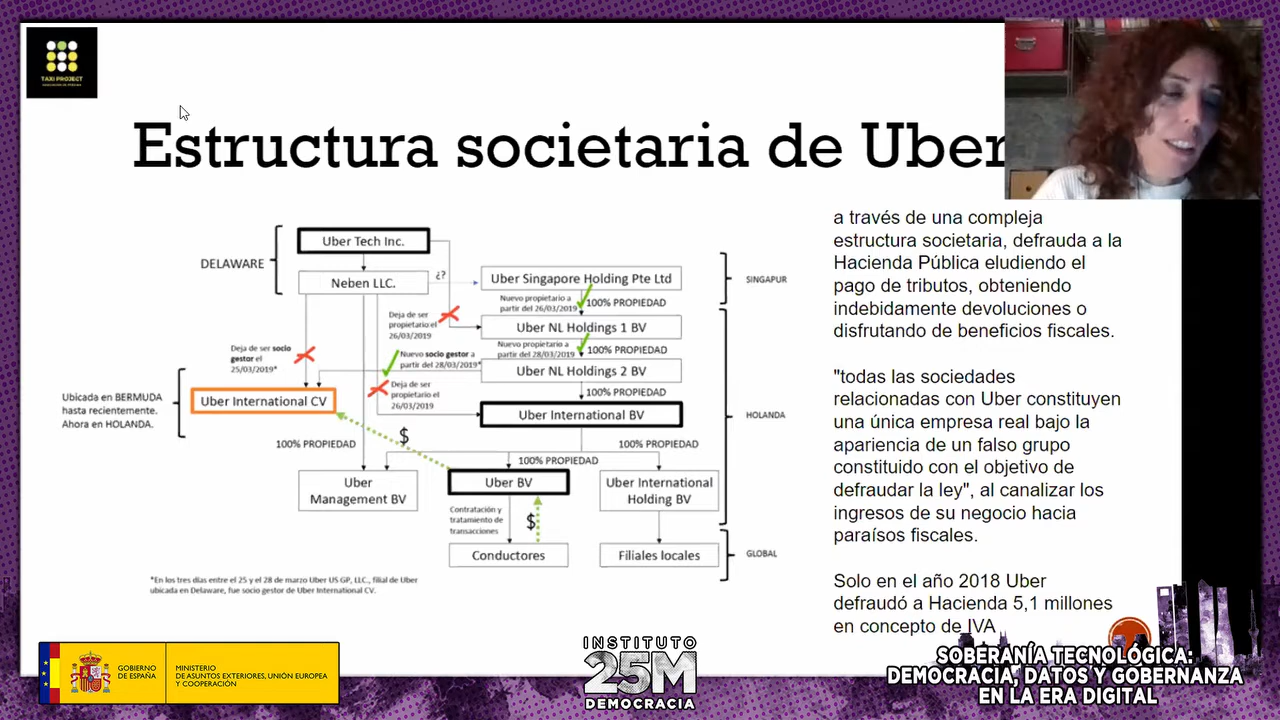 TAXI PROJECT
Estructura societaria de Uber
DELAWARE
Uber Tech Inc.
Neben LLC.
¿?
Uber Singapore Holding Pte Ltd
SINGAPUR
Nuevo propietario a
partir del 26/03/2019
100% PROPIEDAD
Deja de ser
propietario el
26/03/2019
Uber NL Holdings 1 BV
Nuevo propietario a
partir del 28/03/2019
100% PROPIEDAD
Deja de ser socio
gestor el
25/03/2019*
Nuevo socio gestor a
partir del 28/03/2019*
Uber NL Holdings 2 BV
Ubicada en BERMUDA
hasta recientemente.
Ahora en HOLANDA.
Uber International CV
Deja de ser
propietario el
26/03/2019
100% PROPIEDAD
Uber International BV
HOLANDA
$
100% PROPIEDAD
100% PROPIEDAD
100% PROPIEDAD
Uber
Management BV
Uber BV
Uber International
Holding BV
Contratación y
tratamiento de
transacciones
$
Conductores
Filiales locales
GLOBAL
*En los tres días entre el 25 y el 28 de marzo Uber US GP, LLC., filial de Uber
ubicada en Delaware, fue socio gestor de Uber International CV.
a través de una compleja
estructura societaria, defrauda a la
Hacienda Pública eludiendo el
pago de tributos, obteniendo
indebidamente devoluciones o
disfrutando de beneficios fiscales.
"todas las sociedades
relacionadas con Uber constituyen
una única empresa real bajo la
apariencia de un falso grupo
constituido con el objetivo de
defraudar la ley", al canalizar los
ingresos de su negocio hacia
paraísos fiscales.
Solo en el año 2018 Uber
defraudó a Hacienda 5,1 millones
en concepto de IVA
GOBIERNO
DE ESPAÑA
MINISTERIO
DE ASUNTOS EXTERIORES, UNIÓN EUROPEA
Y COOPERACIÓN
INSTITUTO
25M
DEMOCRACIA
SOBERANÍA TECNOLÓGICA:
DEMOCRACIA, DATOS Y GOBERNANZA
EN LA ERA DIGITAL